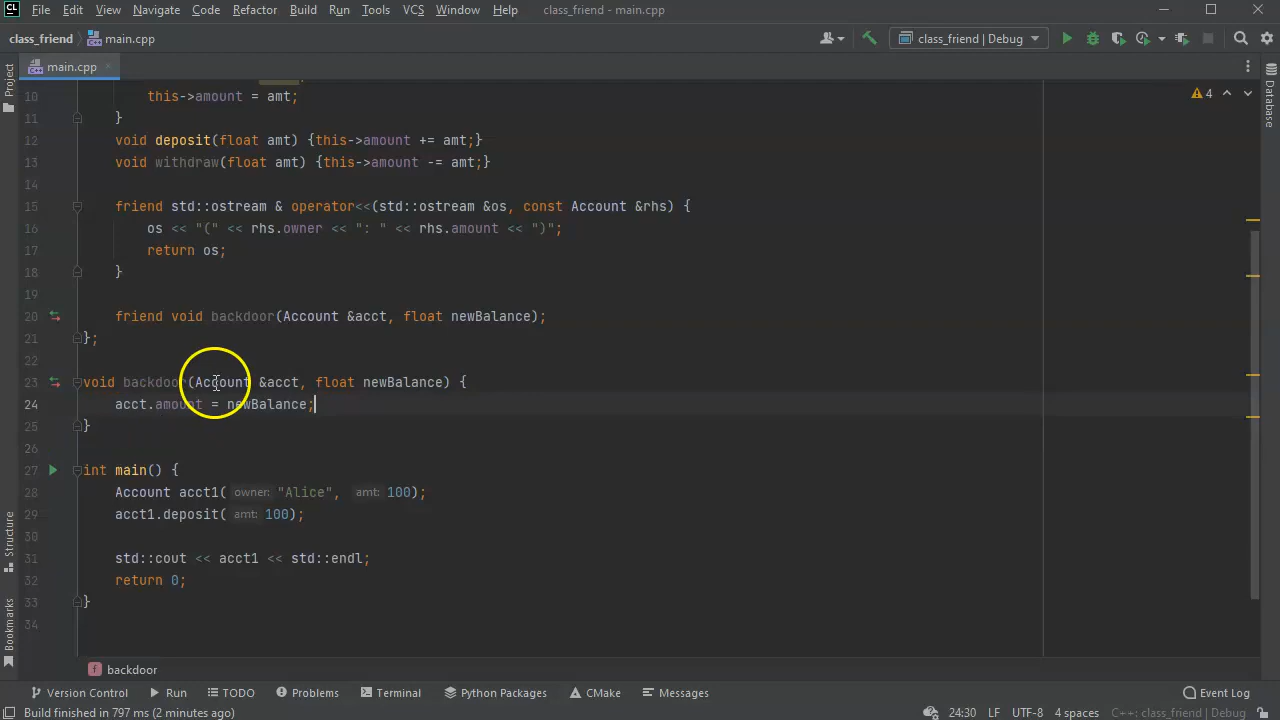 CL File Edit View Navigate Code Refactor Build Run Tools VCS Window Help class_friend - main.cpp
class_friend main.cpp class_friend | Debug
main.cpp
Project
Database
4
10 this->amount = amt;
11 }
12 void deposit(float amt) {this->amount += amt;}
13 void withdraw(float amt) {this->amount -= amt;}
14
15 friend std::ostream & operator<<(std::ostream &os, const Account &rhs) {
16 os << "(" << rhs.owner << ": " << rhs.amount << ")";
17 return os;
18 }
19
20 friend void backdoor(Account &acct, float newBalance);
21 };
22
23 void backdoor(Account &acct, float newBalance) {
24 acct.amount = newBalance;
25 }
26
27 int main() {
28 Account acct1( owner: "Alice", amt: 100);
29 acct1.deposit( amt: 100);
30
31 std::cout << acct1 << std::endl;
32 return 0;
33 }
34
Structure
Bookmarks
f backdoor
Version Control Run TODO Problems Terminal Python Packages CMake Messages Event Log
Build finished in 797 ms (2 minutes ago) 24:30 LF UTF-8 4 spaces C++: class_friend | Debug